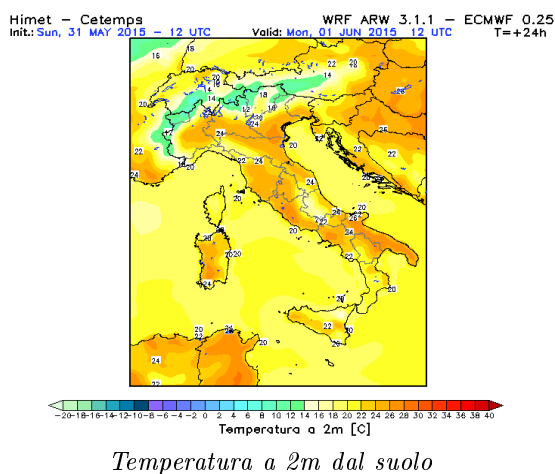 Himet – Cetemps WRF ARW 3.1.1 – ECMWF 0.25
Init.: Sun, 31 MAY 2015 – 12 UTC Valid: Mon, 01 JUN 2015 12 UTC T=+24h
-20-18-16-14-12-10-8 -6 -4 -2 0 2 4 6 8 10 12 14 16 18 20 22 24 26 28 30 32 34 36 38 40
Temperatura a 2m [C]
Temperatura a 2m dal suolo